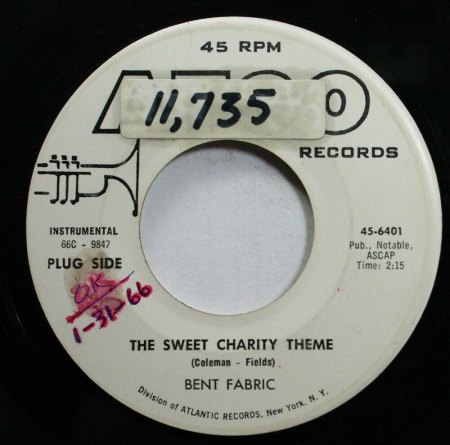 45 RPM
11,735
RECORDS
INSTRUMENTAL
66C - 9847
PLUG SIDE
OK
1-31-66
45-6401
Pub., Notable,
ASCAP
Time: 2:15
THE SWEET CHARITY THEME
(Coleman - Fields)
BENT FABRIC
Division of ATLANTIC RECORDS, New York, N. Y.